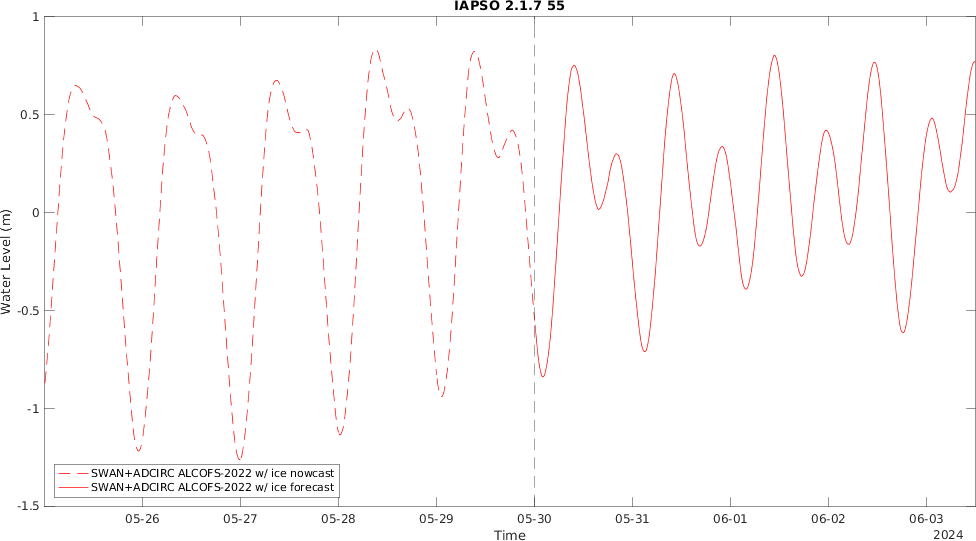 IAPSO 2.1.7 55
1
0.5
0
-0.5
-1
-1.5
Water Level (m)
SWAN+ADCIRC ALCOFS-2022 w/ ice nowcast
SWAN+ADCIRC ALCOFS-2022 w/ ice forecast
05-26 05-27 05-28 05-29 05-30 05-31 06-01 06-02 06-03
Time
2024